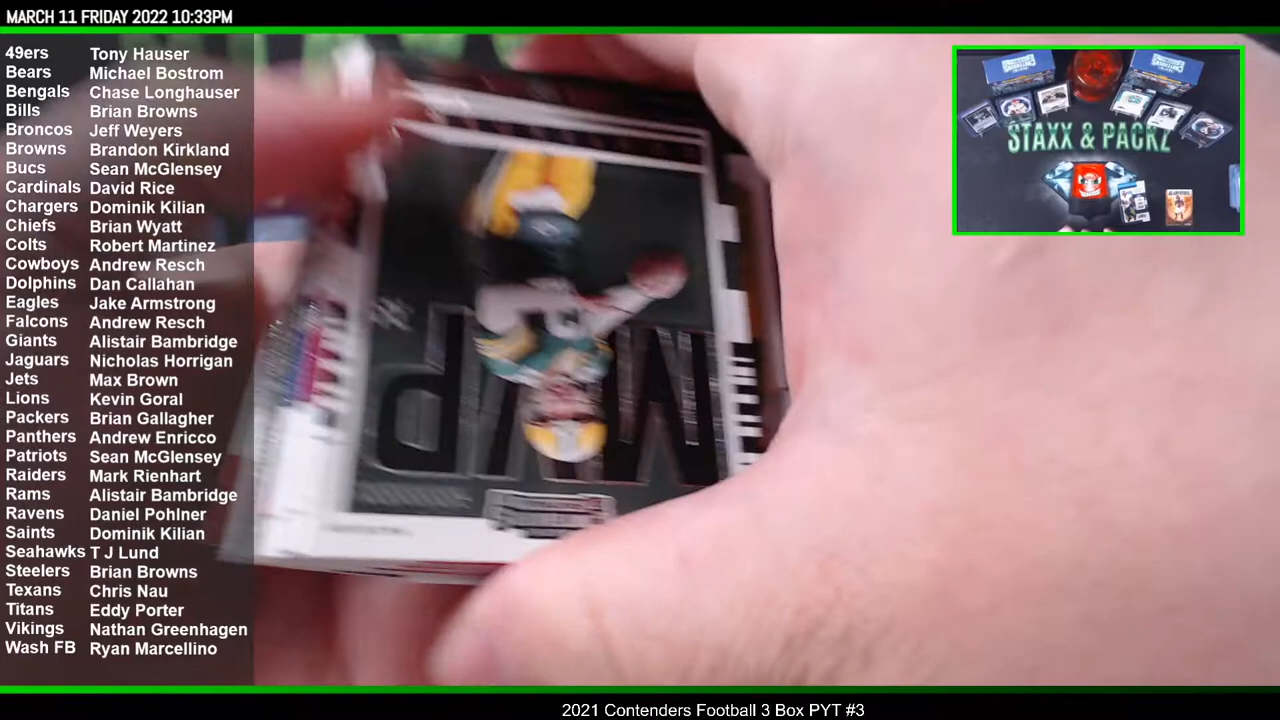 MARCH 11 FRIDAY 2022 10:33PM
49ers Tony Hauser
Bears Michael Bostrom
Bengals Chase Longhauser
Bills Brian Browns
Broncos Jeff Weyers
Browns Brandon Kirkland
Bucs Sean McGlensey
Cardinals David Rice
Chargers Dominik Kilian
Chiefs Brian Wyatt
Colts Robert Martinez
Cowboys Andrew Resch
Dolphins Dan Callahan
Eagles Jake Armstrong
Falcons Andrew Resch
Giants Alistair Bambridge
Jaguars Nicholas Horrigan
Jets Max Brown
Lions Kevin Goral
Packers Brian Gallagher
Panthers Andrew Enricco
Patriots Sean McGlensey
Raiders Mark Rienhart
Rams Alistair Bambridge
Ravens Daniel Pohlner
Saints Dominik Kilian
Seahawks T J Lund
Steelers Brian Browns
Texans Chris Nau
Titans Eddy Porter
Vikings Nathan Greenhagen
Wash FB Ryan Marcellino
MVP
STAXX & PACKZ
2021 Contenders Football 3 Box PYT #3